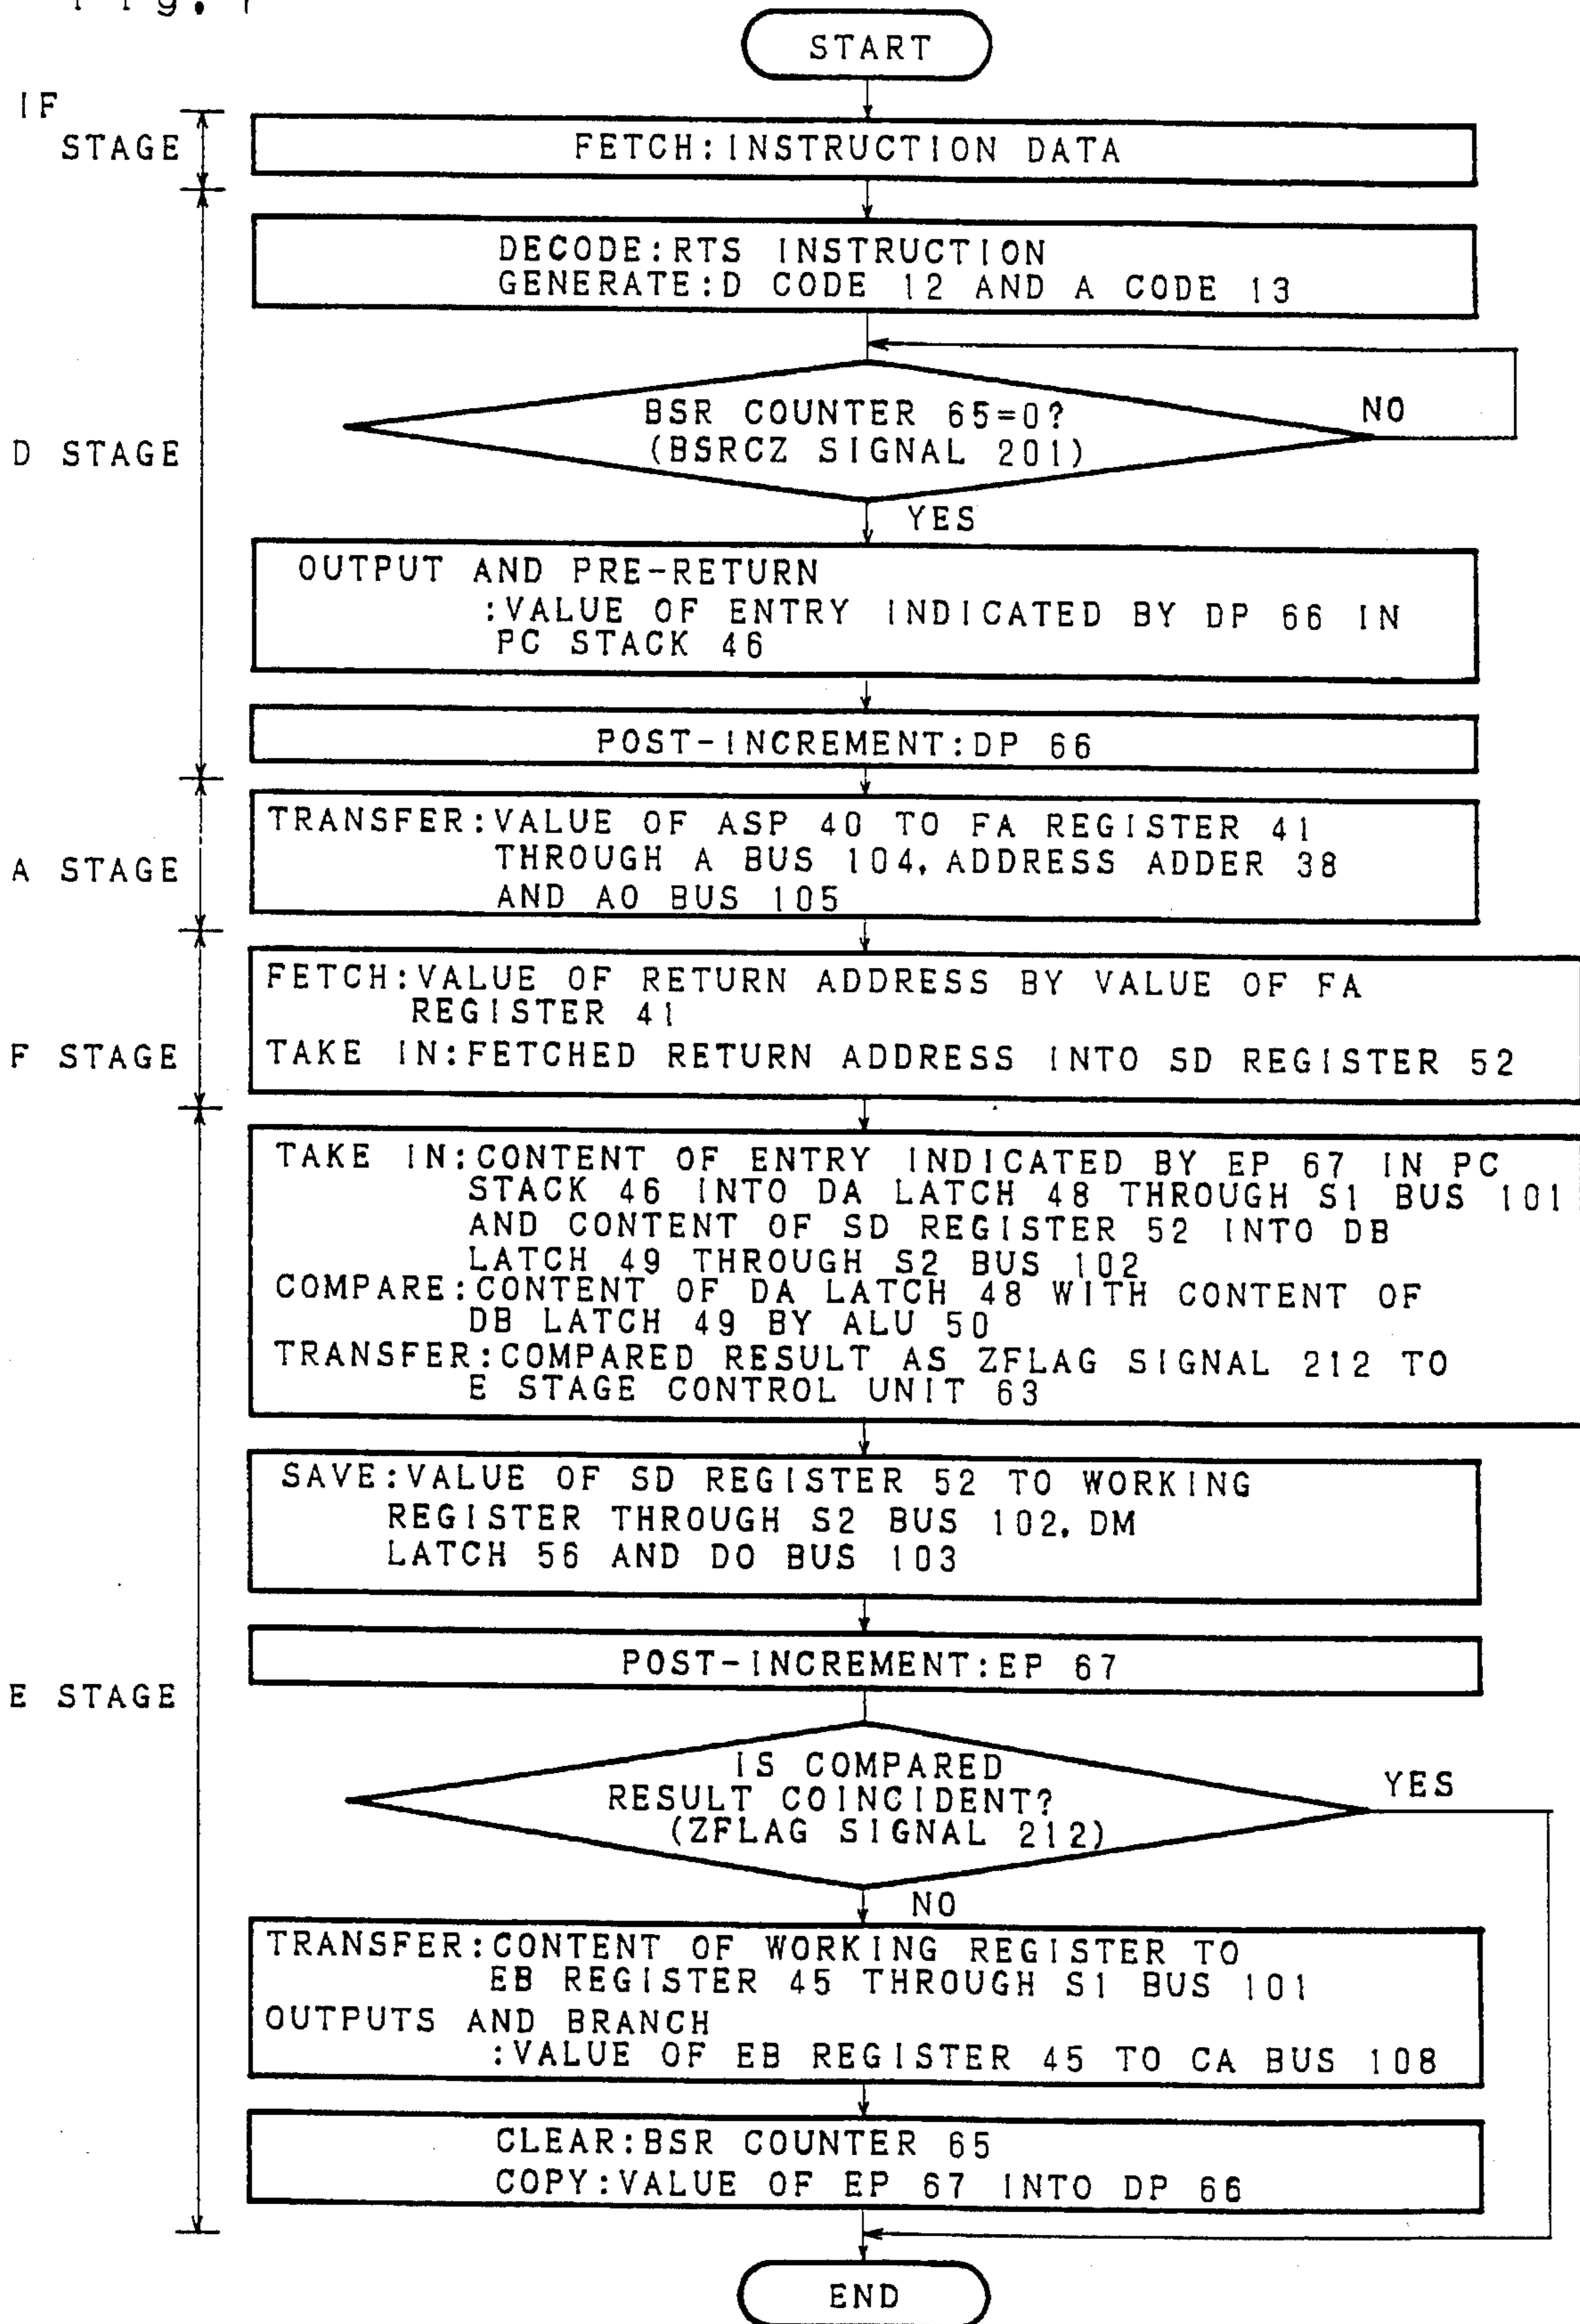 Fig.
START
IF
STAGE
FETCH:INSTRUCTION DATA
DECODE:RTS INSTRUCTION
GENERATE:D CODE 12 AND A CODE 13
D STAGE
BSR COUNTER 65=0?
(BSRCZ SIGNAL 201)
NO
YES
OUTPUT AND PRE-RETURN
:VALUE OF ENTRY INDICATED BY DP 66 IN
PC STACK 46
POST-INCREMENT:DP 66
A STAGE
TRANSFER:VALUE OF ASP 40 TO FA REGISTER 41
THROUGH A BUS 104, ADDRESS ADDER 38
AND AO BUS 105
F STAGE
FETCH:VALUE OF RETURN ADDRESS BY VALUE OF FA
REGISTER 41
TAKE IN:FETCHED RETURN ADDRESS INTO SD REGISTER 52
E STAGE
TAKE IN:CONTENT OF ENTRY INDICATED BY EP 67 IN PC
STACK 46 INTO DA LATCH 48 THROUGH S1 BUS 101
AND CONTENT OF SD REGISTER 52 INTO DB
LATCH 49 THROUGH S2 BUS 102
COMPARE:CONTENT OF DA LATCH 48 WITH CONTENT OF
DB LATCH 49 BY ALU 50
TRANSFER:COMPARED RESULT AS ZFLAG SIGNAL 212 TO
E STAGE CONTROL UNIT 63
SAVE:VALUE OF SD REGISTER 52 TO WORKING
REGISTER THROUGH S2 BUS 102, DM
LATCH 56 AND DO BUS 103
POST-INCREMENT:EP 67
IS COMPARED
RESULT COINCIDENT?
(ZFLAG SIGNAL 212)
YES
NO
TRANSFER:CONTENT OF WORKING REGISTER TO
EB REGISTER 45 THROUGH S1 BUS 101
OUTPUTS AND BRANCH
:VALUE OF EB REGISTER 45 TO CA BUS 108
CLEAR:BSR COUNTER 65
COPY:VALUE OF EP 67 INTO DP 66
END